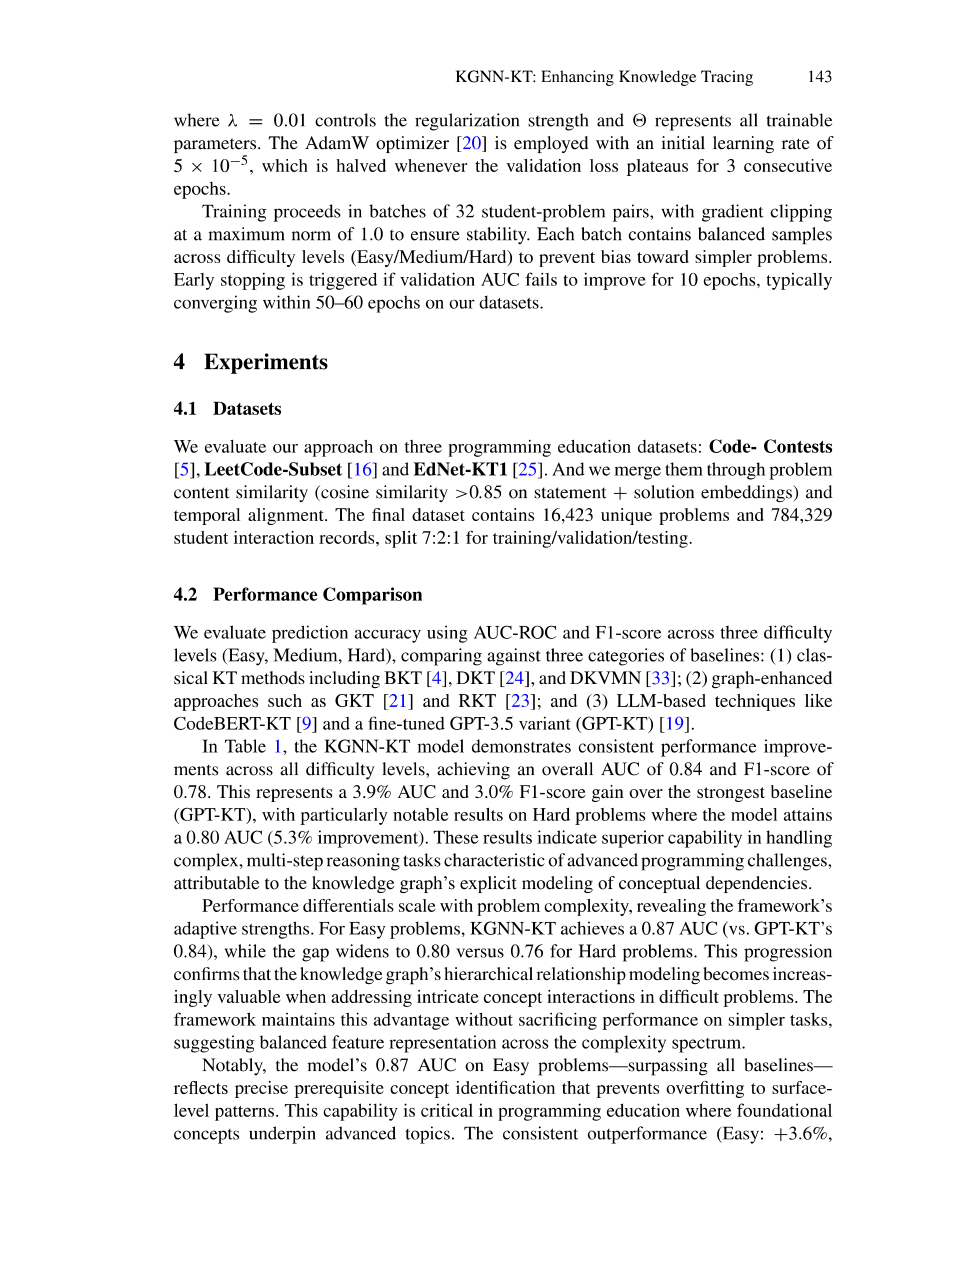 KGNN-KT: Enhancing Knowledge Tracing 143
where λ = 0.01 controls the regularization strength and Θ represents all trainable
parameters. The AdamW optimizer [20] is employed with an initial learning rate of
5 × 10−5, which is halved whenever the validation loss plateaus for 3 consecutive
epochs.
Training proceeds in batches of 32 student-problem pairs, with gradient clipping
at a maximum norm of 1.0 to ensure stability. Each batch contains balanced samples
across difficulty levels (Easy/Medium/Hard) to prevent bias toward simpler problems.
Early stopping is triggered if validation AUC fails to improve for 10 epochs, typically
converging within 50–60 epochs on our datasets.
4 Experiments
4.1 Datasets
We evaluate our approach on three programming education datasets: Code- Contests
[5], LeetCode-Subset [16] and EdNet-KT1 [25]. And we merge them through problem
content similarity (cosine similarity >0.85 on statement + solution embeddings) and
temporal alignment. The final dataset contains 16,423 unique problems and 784,329
student interaction records, split 7:2:1 for training/validation/testing.
4.2 Performance Comparison
We evaluate prediction accuracy using AUC-ROC and F1-score across three difficulty
levels (Easy, Medium, Hard), comparing against three categories of baselines: (1) clas-
sical KT methods including BKT [4], DKT [24], and DKVMN [33]; (2) graph-enhanced
approaches such as GKT [21] and RKT [23]; and (3) LLM-based techniques like
CodeBERT-KT [9] and a fine-tuned GPT-3.5 variant (GPT-KT) [19].
In Table 1, the KGNN-KT model demonstrates consistent performance improve-
ments across all difficulty levels, achieving an overall AUC of 0.84 and F1-score of
0.78. This represents a 3.9% AUC and 3.0% F1-score gain over the strongest baseline
(GPT-KT), with particularly notable results on Hard problems where the model attains
a 0.80 AUC (5.3% improvement). These results indicate superior capability in handling
complex, multi-step reasoning tasks characteristic of advanced programming challenges,
attributable to the knowledge graph's explicit modeling of conceptual dependencies.
Performance differentials scale with problem complexity, revealing the framework's
adaptive strengths. For Easy problems, KGNN-KT achieves a 0.87 AUC (vs. GPT-KT's
0.84), while the gap widens to 0.80 versus 0.76 for Hard problems. This progression
confirms that the knowledge graph's hierarchical relationship modeling becomes increas-
ingly valuable when addressing intricate concept interactions in difficult problems. The
framework maintains this advantage without sacrificing performance on simpler tasks,
suggesting balanced feature representation across the complexity spectrum.
Notably, the model's 0.87 AUC on Easy problems—surpassing all baselines—
reflects precise prerequisite concept identification that prevents overfitting to surface-
level patterns. This capability is critical in programming education where foundational
concepts underpin advanced topics. The consistent outperformance (Easy: +3.6%,